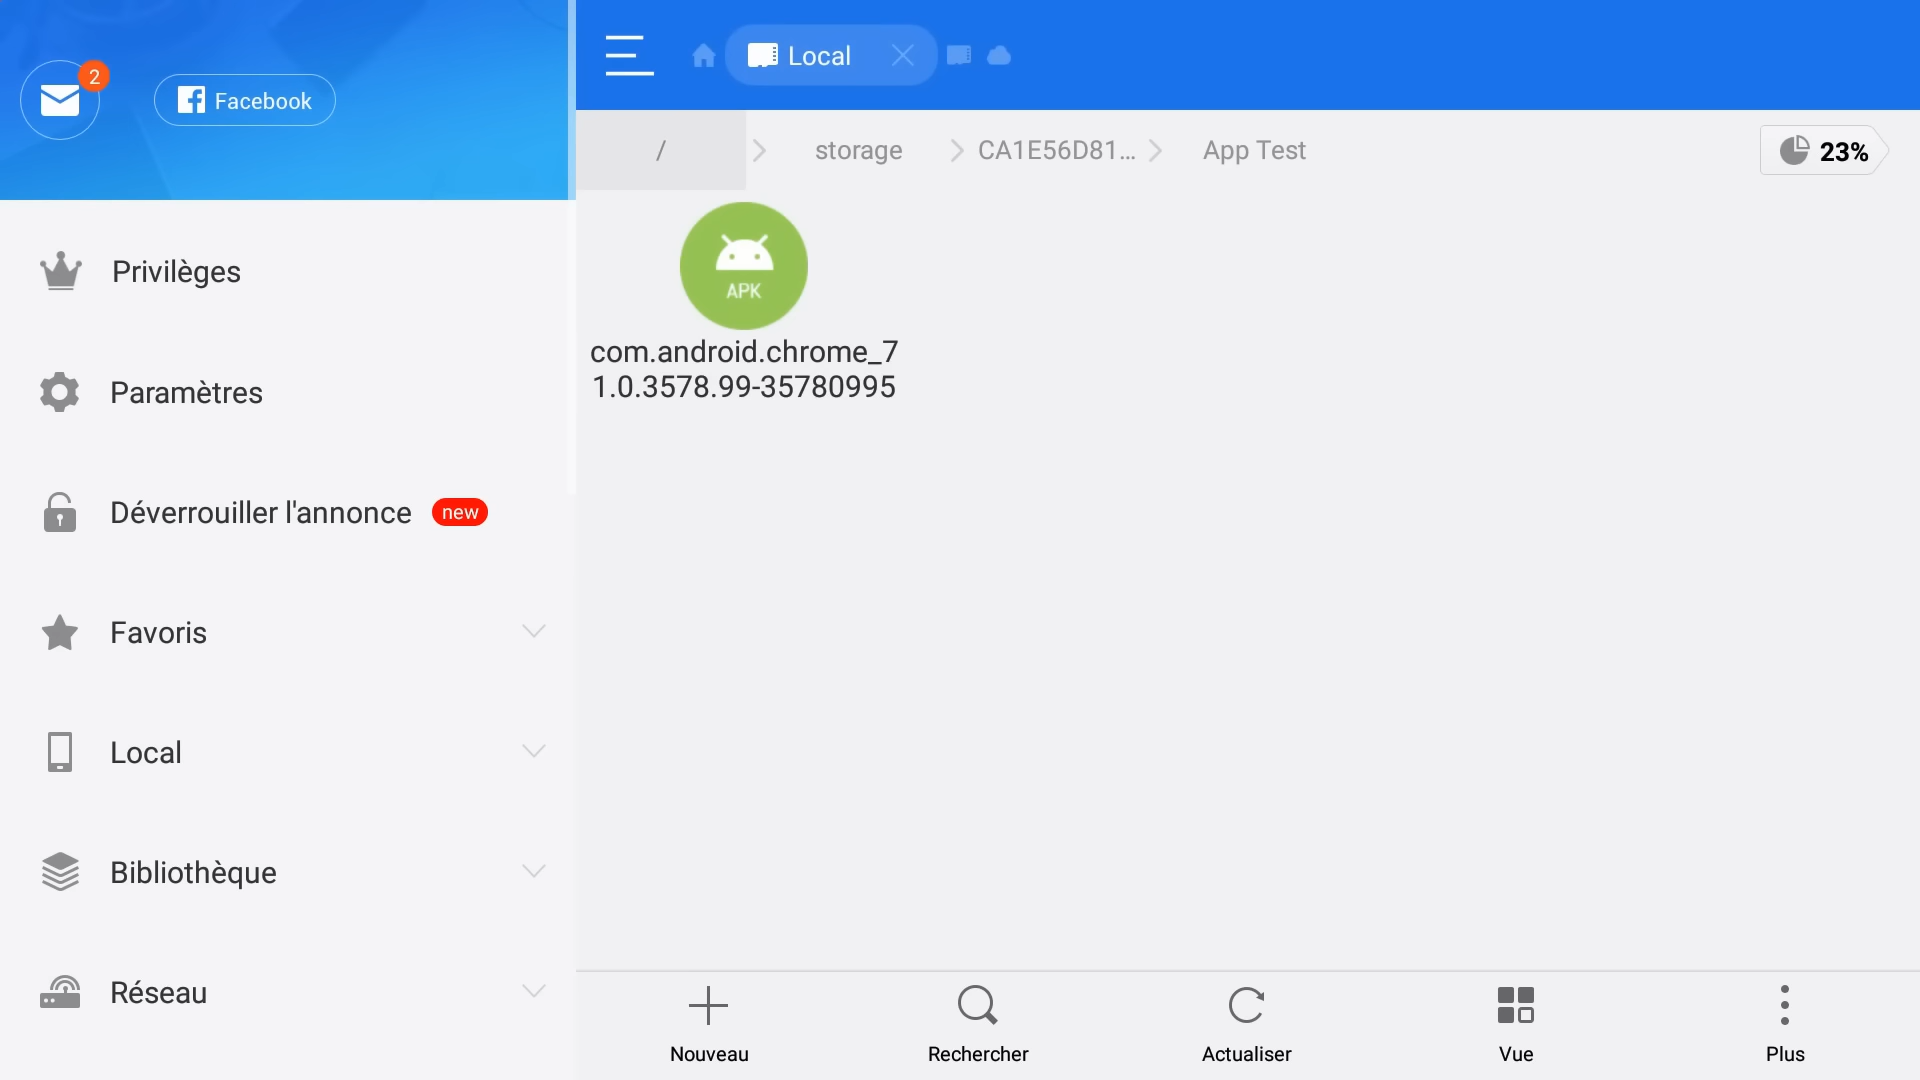 2
Facebook
Privilèges
Paramètres
Déverrouiller l'annonce new
Favoris
Local
Bibliothèque
Réseau
Local
/ storage CA1E56D81... App Test
23%
APK
com.android.chrome_7
1.0.3578.99-35780995
Nouveau Rechercher Actualiser Vue Plus